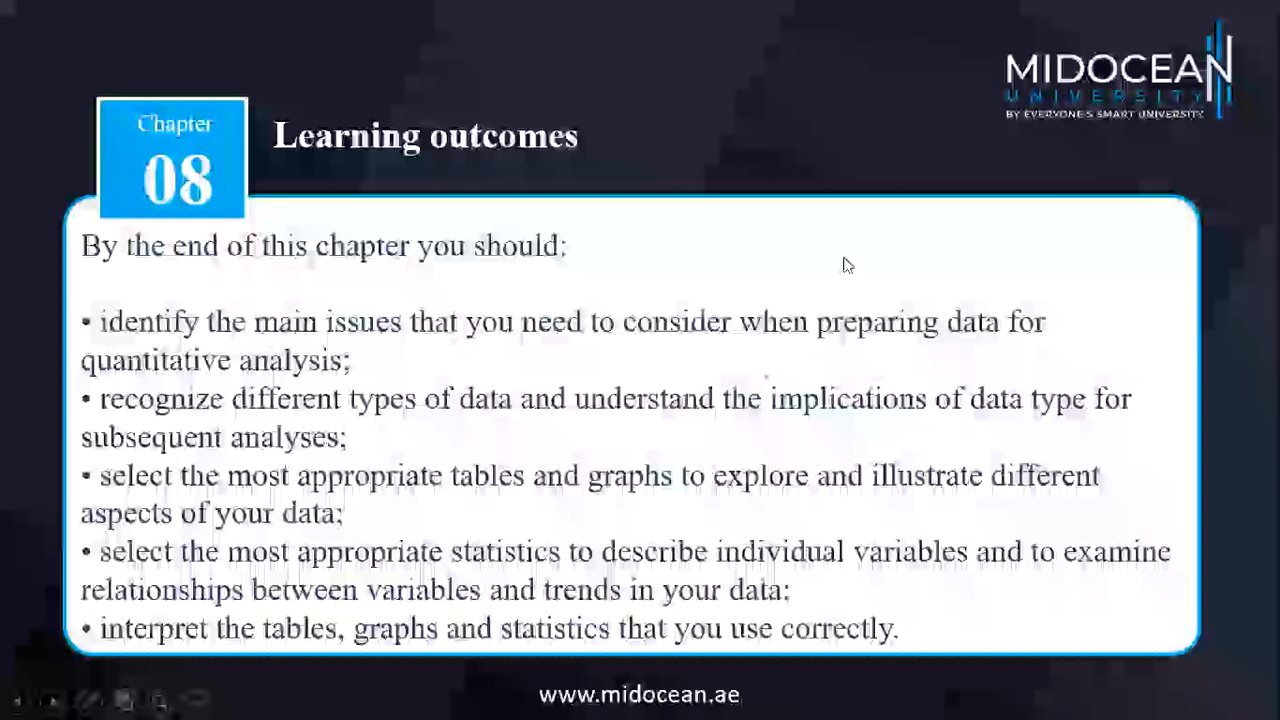 MIDOCEAN
UNIVERSITY
BY EVERYONE'S SMART UNIVERSITY
Chapter
08
Learning outcomes
By the end of this chapter you should:
• identify the main issues that you need to consider when preparing data for
quantitative analysis;
• recognize different types of data and understand the implications of data type for
subsequent analyses;
• select the most appropriate tables and graphs to explore and illustrate different
aspects of your data;
• select the most appropriate statistics to describe individual variables and to examine
relationships between variables and trends in your data;
• interpret the tables, graphs and statistics that you use correctly.
www.midocean.ae